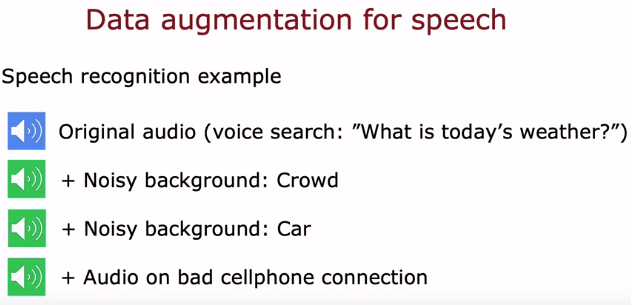 Data augmentation for speech
Speech recognition example
Original audio (voice search: ”What is today’s weather?”)
+ Noisy background: Crowd
+ Noisy background: Car
+ Audio on bad cellphone connection